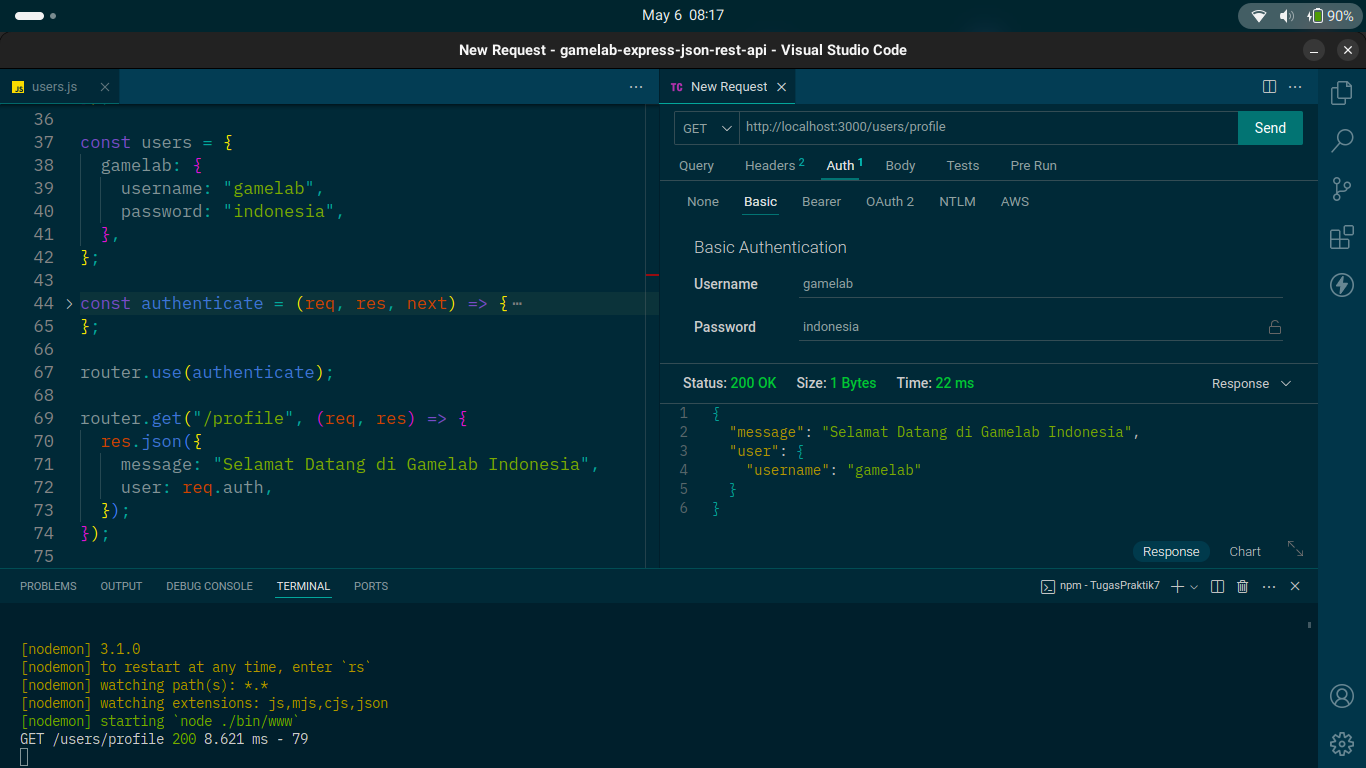 May 6 08:17
90%
New Request - gamelab-express-json-rest-api - Visual Studio Code
JS users.js
TC New Request
36
37 const users = {
38 gamelab: {
39 username: "gamelab",
40 password: "indonesia",
41 },
42 };
43
44 const authenticate = (req, res, next) => { ⋯
65 };
66
67 router.use(authenticate);
68
69 router.get("/profile", (req, res) => {
70 res.json({
71 message: "Selamat Datang di Gamelab Indonesia",
72 user: req.auth,
73 });
74 });
75
GET http://localhost:3000/users/profile Send
Query Headers 2 Auth 1 Body Tests Pre Run
None Basic Bearer OAuth 2 NTLM AWS
Basic Authentication
Username gamelab
Password indonesia
Status: 200 OK Size: 1 Bytes Time: 22 ms Response
1 {
2 "message": "Selamat Datang di Gamelab Indonesia",
3 "user": {
4 "username": "gamelab"
5 }
6 }
Response Chart
PROBLEMS OUTPUT DEBUG CONSOLE TERMINAL PORTS npm - TugasPraktik7
[nodemon] 3.1.0
[nodemon] to restart at any time, enter `rs`
[nodemon] watching path(s): *.*
[nodemon] watching extensions: js,mjs,cjs,json
[nodemon] starting `node ./bin/www`
GET /users/profile 200 8.621 ms - 79